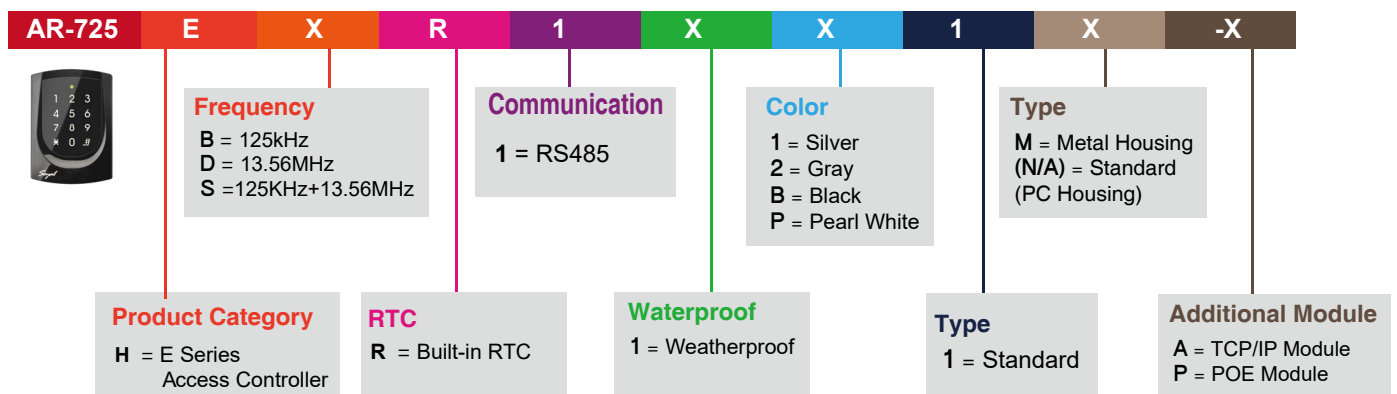 AR-725 E X R 1 X X 1 X -X
1 2 3
4 5 6
7 8 9
* 0 #
Soyal
Frequency
B = 125kHz
D = 13.56MHz
S =125KHz+13.56MHz
Communication
1 = RS485
Color
1 = Silver
2 = Gray
B = Black
P = Pearl White
Type
M = Metal Housing
(N/A) = Standard
(PC Housing)
Product Category
H = E Series
Access Controller
RTC
R = Built-in RTC
Waterproof
1 = Weatherproof
Type
1 = Standard
Additional Module
A = TCP/IP Module
P = POE Module